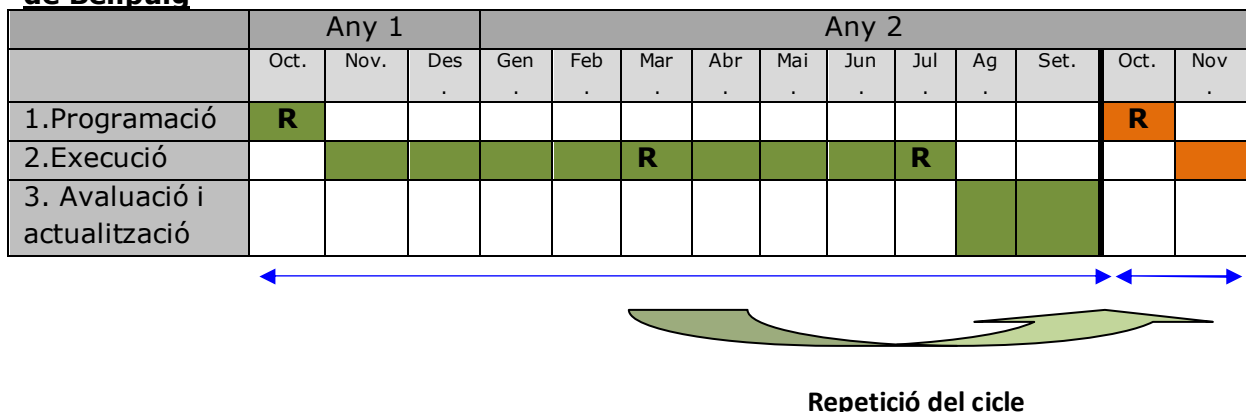 de Bellpuig
Any 1 Any 2
Oct. Nov. Des. Gen. Feb. Mar. Abr. Mai. Jun. Jul. Ag. Set. Oct. Nov.
1.Programació R R
2.Execució R R
3. Avaluació i
actualització
Repetició del cicle